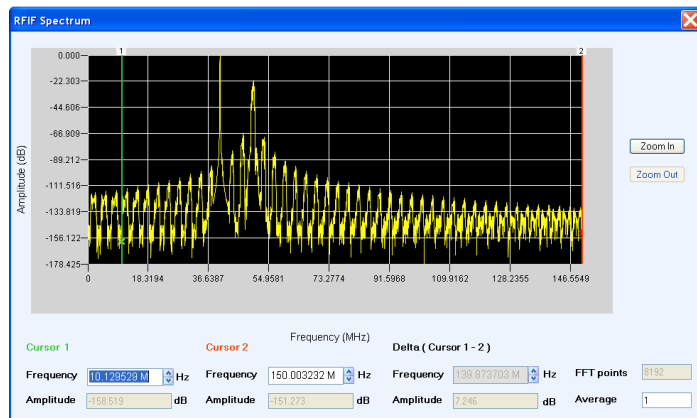 RFIF Spectrum
1
2
0.000
-22.303
-44.606
-66.909
-89.212
-111.516
-133.819
-156.122
-178.425
Amplitude (dB)
0
18.3194
36.6387
54.9581
73.2774
91.5968
109.9162
128.2355
146.5549
Frequency (MHz)
Zoom In
Zoom Out
Cursor 1
Frequency 10.129529 M Hz
Amplitude -158.519 dB
Cursor 2
Frequency 150.003232 M Hz
Amplitude -151.273 dB
Delta ( Cursor 1 - 2 )
Frequency 139.873703 M Hz
Amplitude 7.246 dB
FFT points 8192
Average 1